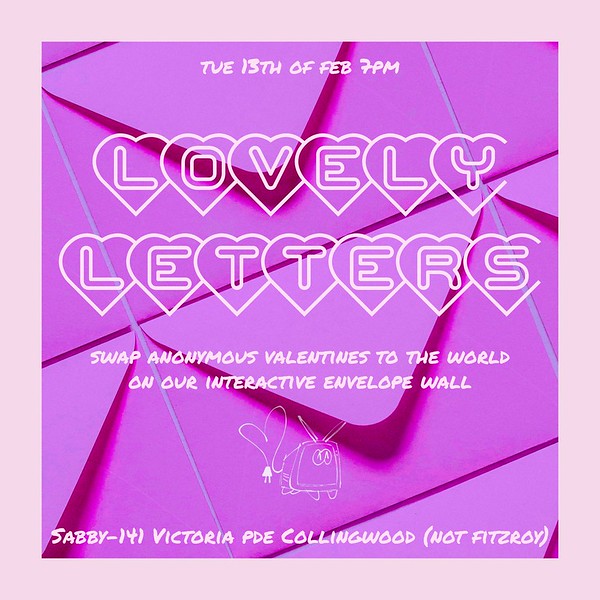 TUE 13TH OF FEB 7PM
LOVELY
LETTERS
SWAP ANONYMOUS VALENTINES TO THE WORLD
ON OUR INTERACTIVE ENVELOPE WALL
SABBY-141 VICTORIA PDE COLLINGWOOD (NOT FITZROY)